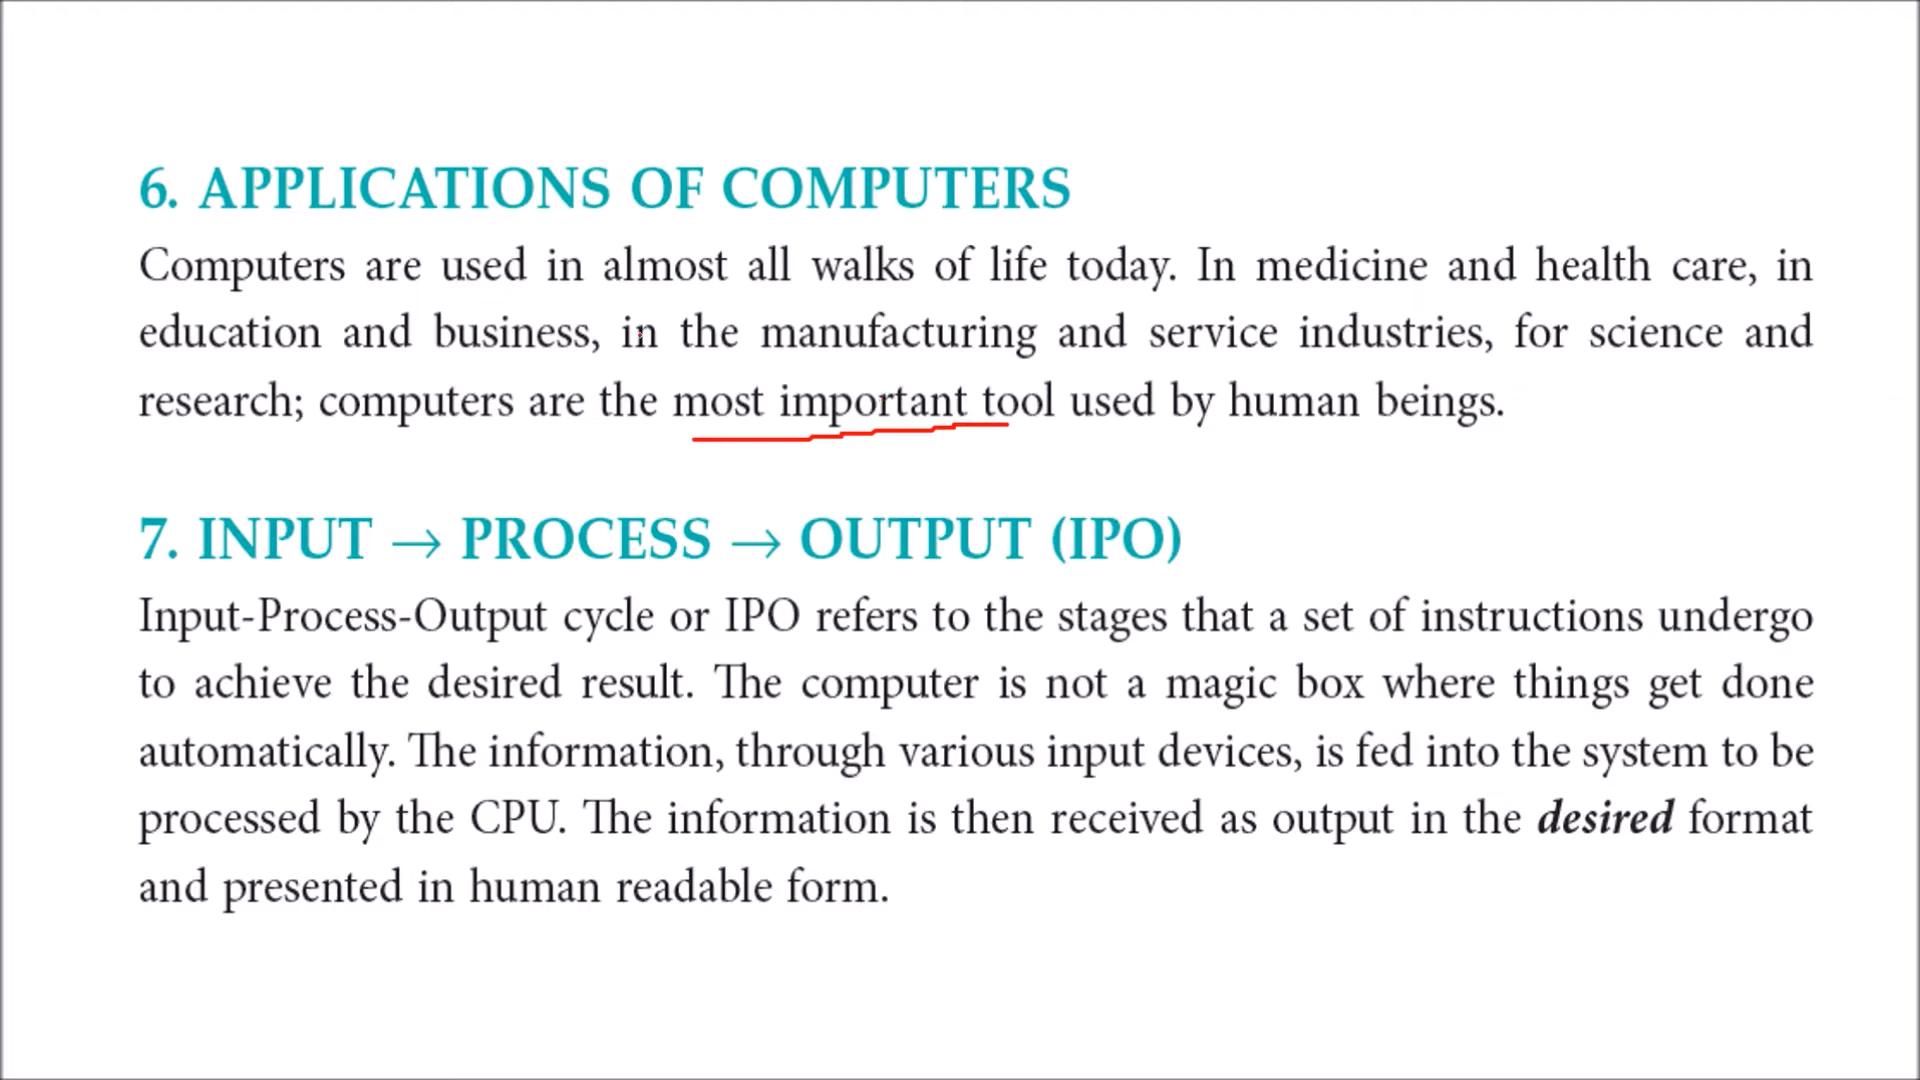 6. APPLICATIONS OF COMPUTERS
Computers are used in almost all walks of life today. In medicine and health care, in
education and business, in the manufacturing and service industries, for science and
research; computers are the most important tool used by human beings.
7. INPUT → PROCESS → OUTPUT (IPO)
Input-Process-Output cycle or IPO refers to the stages that a set of instructions undergo
to achieve the desired result. The computer is not a magic box where things get done
automatically. The information, through various input devices, is fed into the system to be
processed by the CPU. The information is then received as output in the desired format
and presented in human readable form.